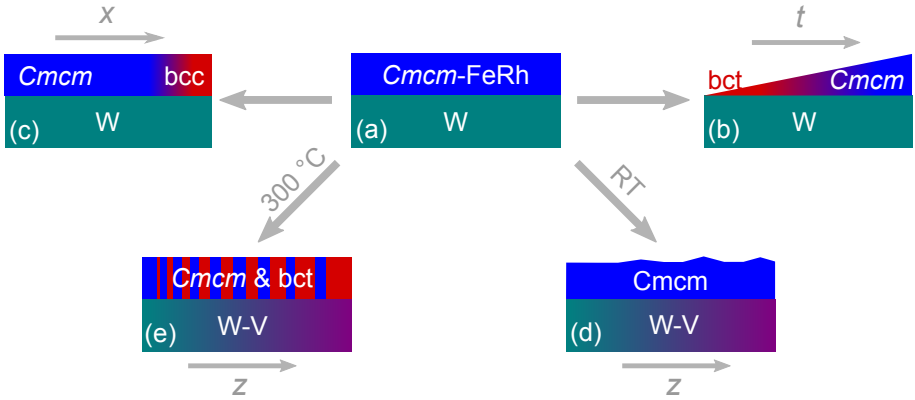 x
Cmcm bcc
W
(c)
Cmcm-FeRh
W
(a)
t
bct Cmcm
W
(b)
300 °C
RT
Cmcm & bct
W-V
(e)
z
Cmcm
W-V
(d)
z